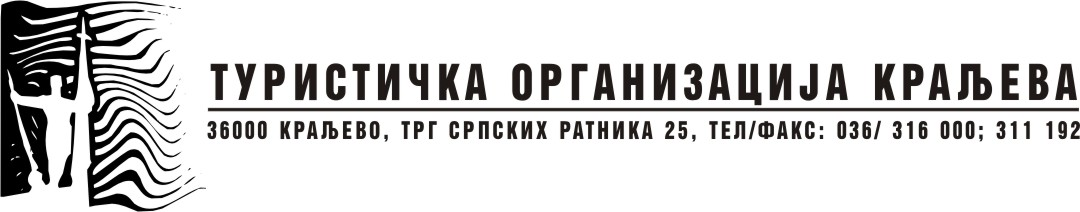 ТУРИСТИЧКА ОРГАНИЗАЦИЈА КРАЉЕВА
36000 КРАЉЕВО, ТРГ СРПСКИХ РАТНИКА 25, ТЕЛ/ФАКС: 036/ 316 000; 311 192